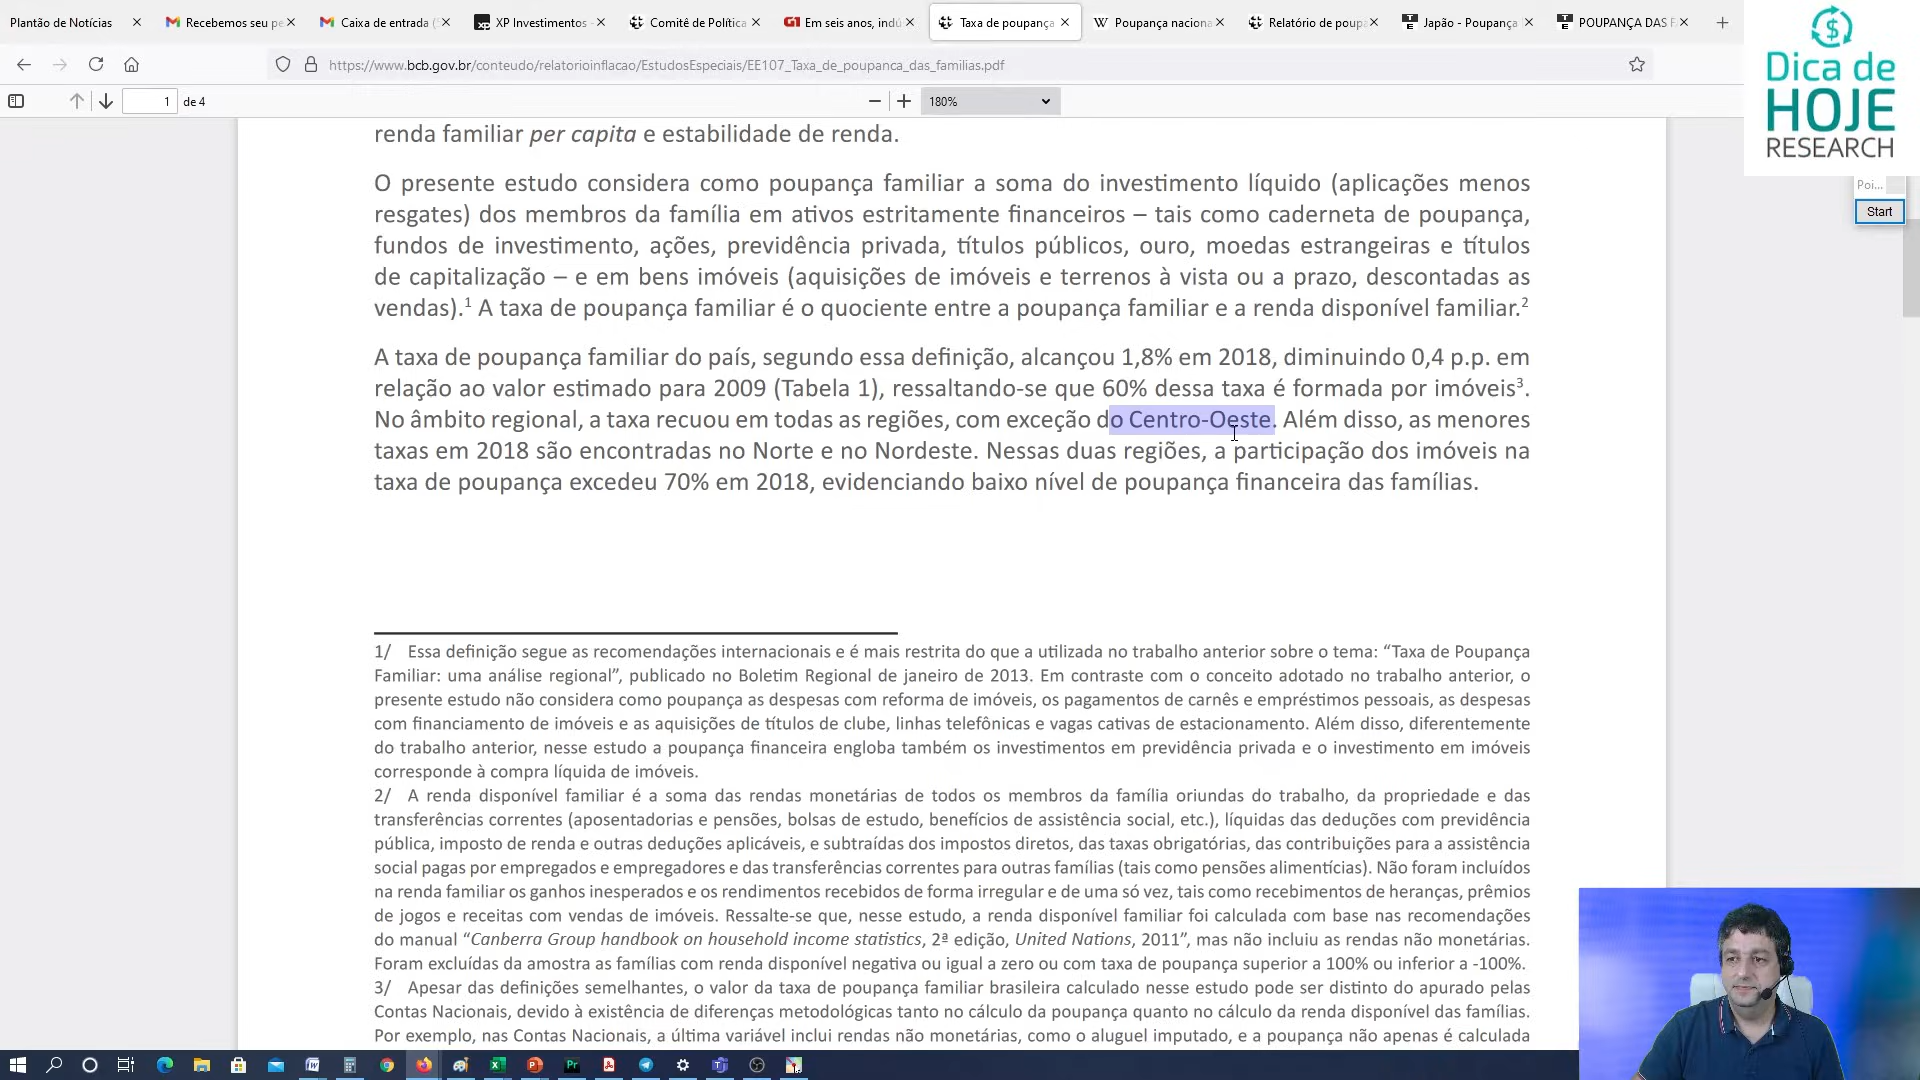 Plantão de Notícias
Recebemos seu pe
Caixa de entrada (
XP Investimentos -
Comitê de Política
G1 Em seis anos, indú
Taxa de poupança
W Poupança naciona
Relatório de poup
TE Japão - Poupança
TE POUPANÇA DAS FA
https://www.bcb.gov.br/conteudo/relatorioinflacao/EstudosEspeciais/EE107_Taxa_de_poupanca_das_familias.pdf
1 de 4
180%
Dica de
HOJE
RESEARCH
Poi...
Start
renda familiar per capita e estabilidade de renda.
O presente estudo considera como poupança familiar a soma do investimento líquido (aplicações menos
resgates) dos membros da família em ativos estritamente financeiros – tais como caderneta de poupança,
fundos de investimento, ações, previdência privada, títulos públicos, ouro, moedas estrangeiras e títulos
de capitalização – e em bens imóveis (aquisições de imóveis e terrenos à vista ou a prazo, descontadas as
vendas).1 A taxa de poupança familiar é o quociente entre a poupança familiar e a renda disponível familiar.2
A taxa de poupança familiar do país, segundo essa definição, alcançou 1,8% em 2018, diminuindo 0,4 p.p. em
relação ao valor estimado para 2009 (Tabela 1), ressaltando-se que 60% dessa taxa é formada por imóveis3.
No âmbito regional, a taxa recuou em todas as regiões, com exceção do Centro-Oeste. Além disso, as menores
taxas em 2018 são encontradas no Norte e no Nordeste. Nessas duas regiões, a participação dos imóveis na
taxa de poupança excedeu 70% em 2018, evidenciando baixo nível de poupança financeira das famílias.
1/ Essa definição segue as recomendações internacionais e é mais restrita do que a utilizada no trabalho anterior sobre o tema: “Taxa de Poupança
Familiar: uma análise regional”, publicado no Boletim Regional de janeiro de 2013. Em contraste com o conceito adotado no trabalho anterior, o
presente estudo não considera como poupança as despesas com reforma de imóveis, os pagamentos de carnês e empréstimos pessoais, as despesas
com financiamento de imóveis e as aquisições de títulos de clube, linhas telefônicas e vagas cativas de estacionamento. Além disso, diferentemente
do trabalho anterior, nesse estudo a poupança financeira engloba também os investimentos em previdência privada e o investimento em imóveis
corresponde à compra líquida de imóveis.
2/ A renda disponível familiar é a soma das rendas monetárias de todos os membros da família oriundas do trabalho, da propriedade e das
transferências correntes (aposentadorias e pensões, bolsas de estudo, benefícios de assistência social, etc.), líquidas das deduções com previdência
pública, imposto de renda e outras deduções aplicáveis, e subtraídas dos impostos diretos, das taxas obrigatórias, das contribuições para a assistência
social pagas por empregados e empregadores e das transferências correntes para outras famílias (tais como pensões alimentícias). Não foram incluídos
na renda familiar os ganhos inesperados e os rendimentos recebidos de forma irregular e de uma só vez, tais como recebimentos de heranças, prêmios
de jogos e receitas com vendas de imóveis. Ressalte-se que, nesse estudo, a renda disponível familiar foi calculada com base nas recomendações
do manual “Canberra Group handbook on household income statistics, 2ª edição, United Nations, 2011”, mas não incluiu as rendas não monetárias.
Foram excluídas da amostra as famílias com renda disponível negativa ou igual a zero ou com taxa de poupança superior a 100% ou inferior a -100%.
3/ Apesar das definições semelhantes, o valor da taxa de poupança familiar brasileira calculado nesse estudo pode ser distinto do apurado pelas
Contas Nacionais, devido à existência de diferenças metodológicas tanto no cálculo da poupança quanto no cálculo da renda disponível das famílias.
Por exemplo, nas Contas Nacionais, a última variável inclui rendas não monetárias, como o aluguel imputado, e a poupança não apenas é calculada